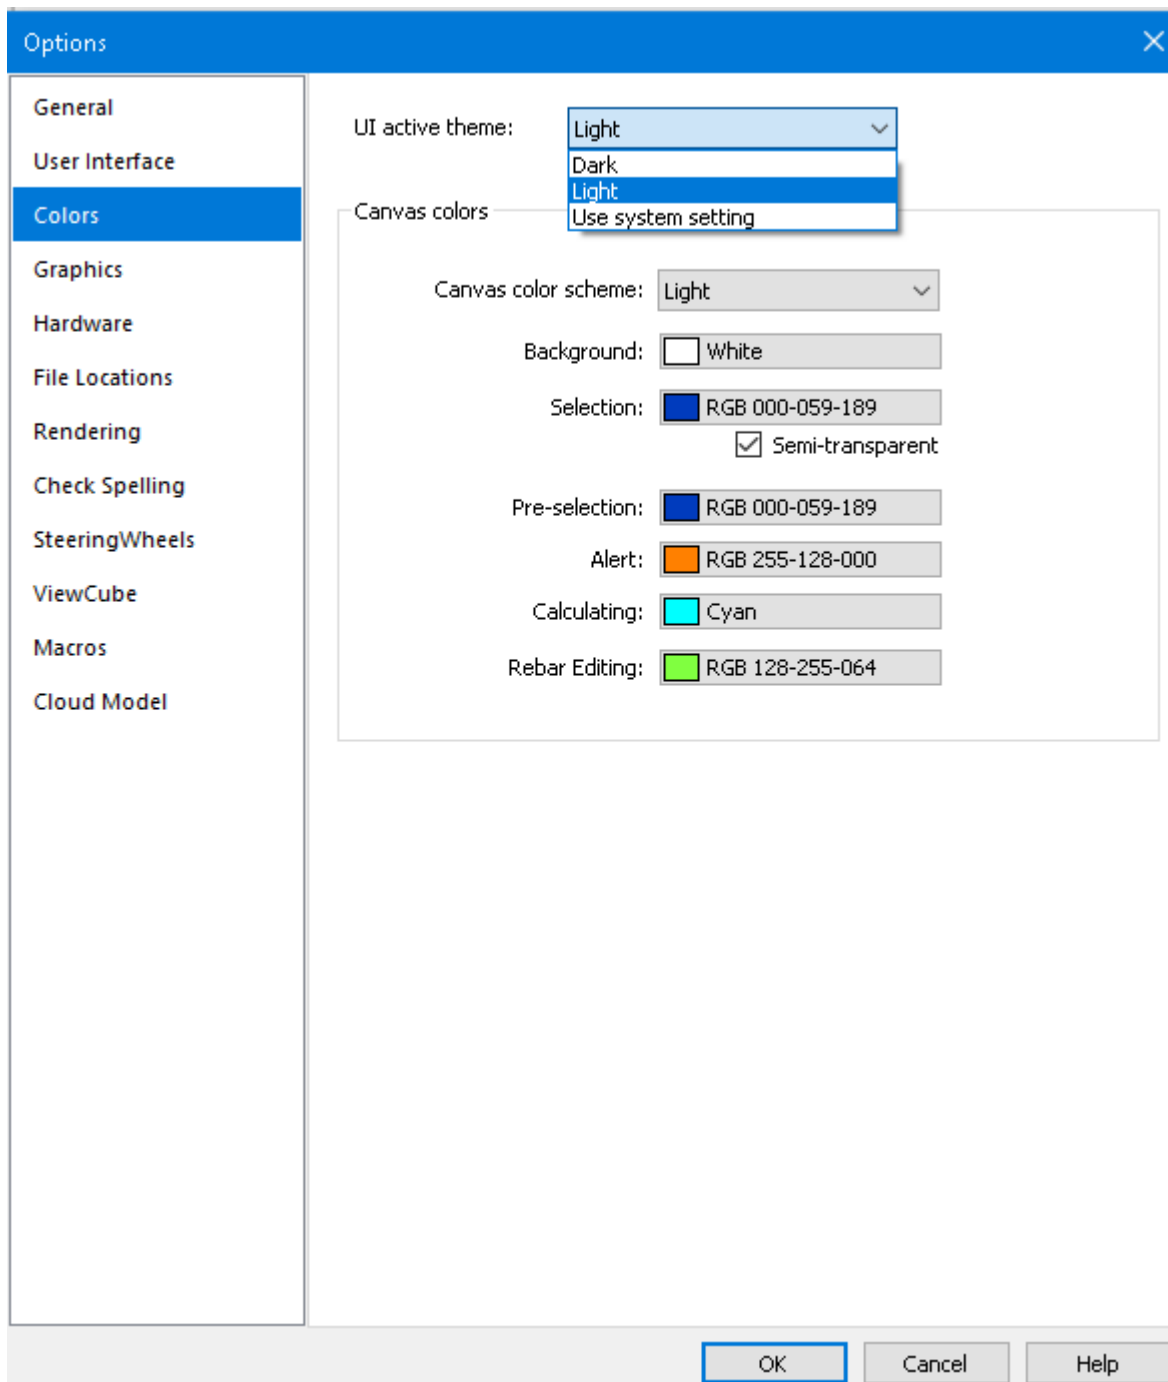 Options
General
User Interface
Colors
Graphics
Hardware
File Locations
Rendering
Check Spelling
SteeringWheels
ViewCube
Macros
Cloud Model
UI active theme: Light
Dark
Light
Use system setting
Canvas colors
Canvas color scheme: Light
Background: White
Selection: RGB 000-059-189
Semi-transparent
Pre-selection: RGB 000-059-189
Alert: RGB 255-128-000
Calculating: Cyan
Rebar Editing: RGB 128-255-064
OK Cancel Help